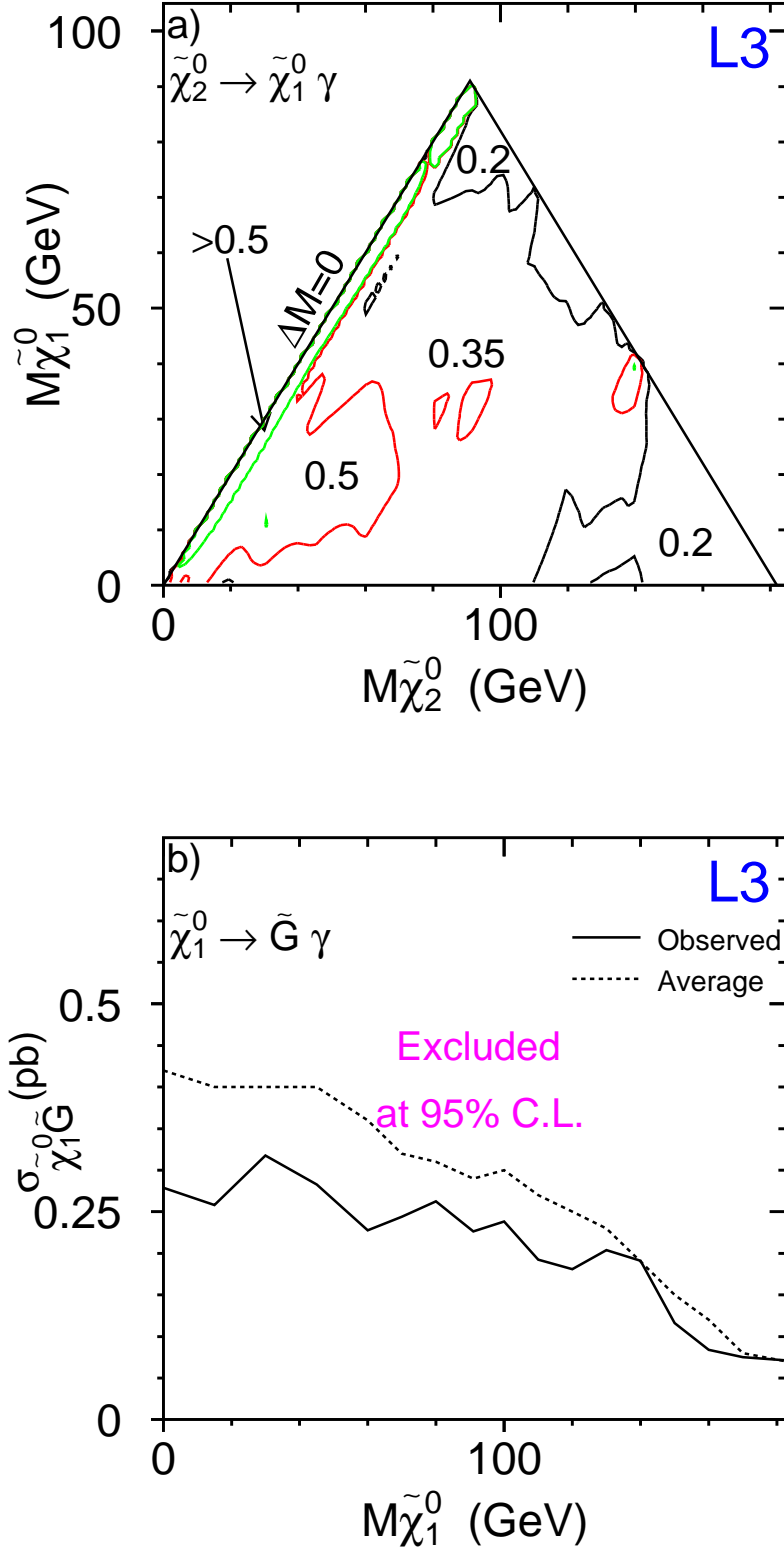 a)
L3
χ̃⁰₂ → χ̃⁰₁ γ
100
50
0
Mχ̃⁰₁ (GeV)
>0.5
ΔM=0
0.2
0.35
0.5
0.2
0
100
Mχ̃⁰₂ (GeV)
b)
L3
χ̃⁰₁ → G̃ γ
Observed
Average
Excluded
at 95% C.L.
0.5
0.25
0
σχ̃⁰₁G̃ (pb)
0
100
Mχ̃⁰₁ (GeV)